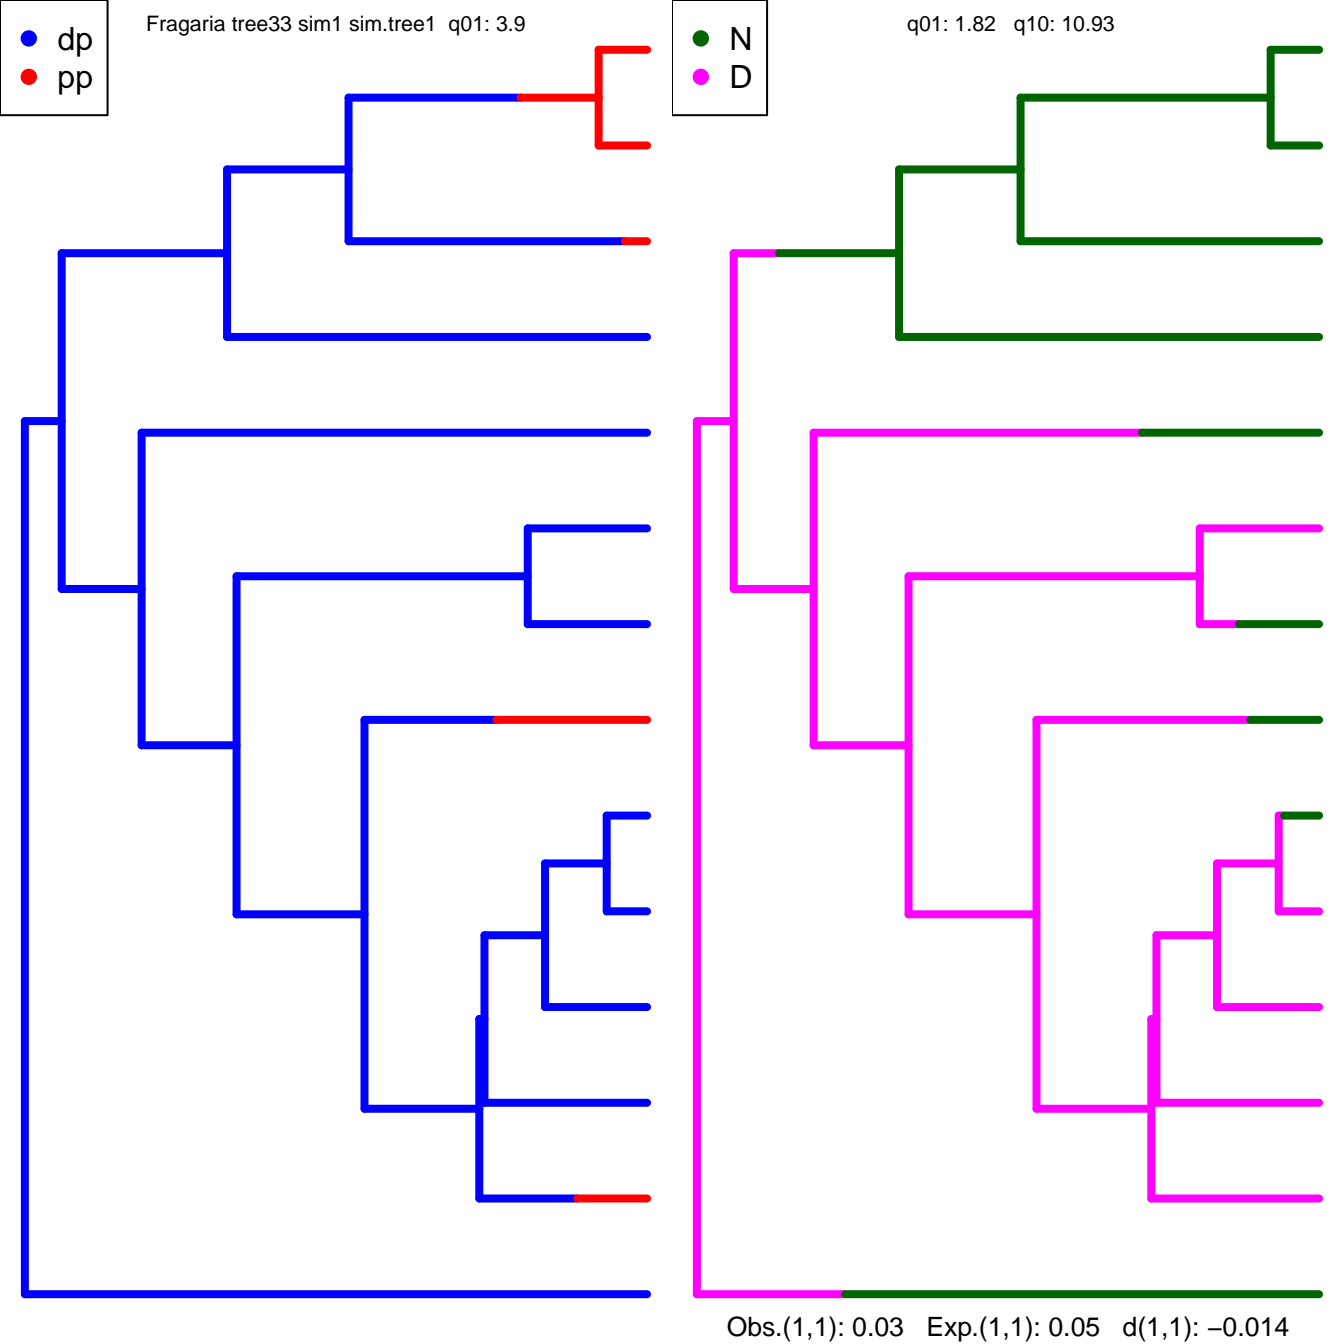 Fragaria tree33 sim1 sim.tree1  q01: 3.9
dp
pp
q01: 1.82   q10: 10.93
N
D
Obs.(1,1): 0.03   Exp.(1,1): 0.05   d(1,1): −0.014